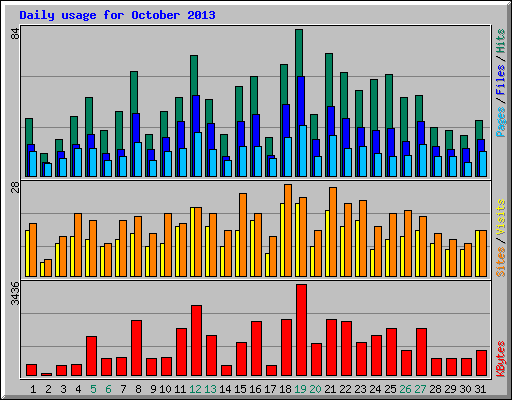 Daily usage for October 2013
84
Pages / Files / Hits
28
Sites / Visits
3436
KBytes
1 2 3 4 5 6 7 8 9 10 11 12 13 14 15 16 17 18 19 20 21 22 23 24 25 26 27 28 29 30 31